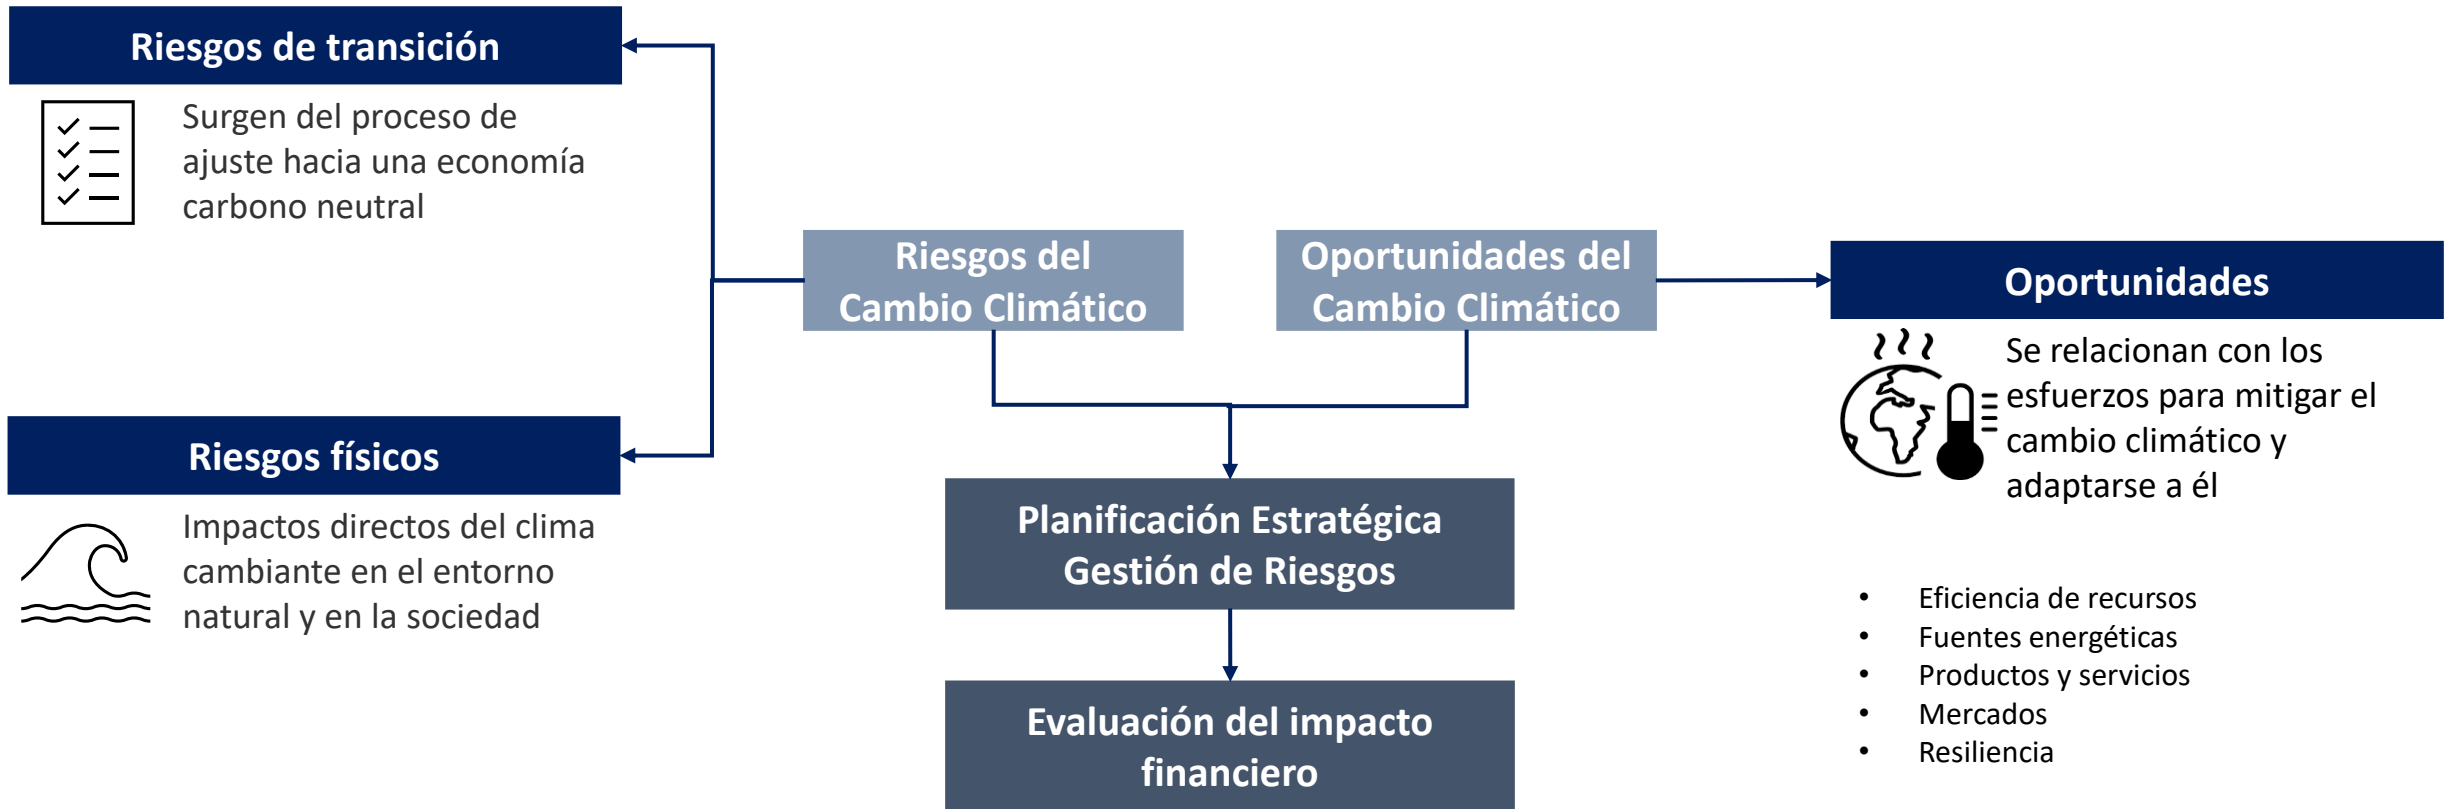 Riesgos de transición
Surgen del proceso de
ajuste hacia una economía
carbono neutral
Riesgos físicos
Impactos directos del clima
cambiante en el entorno
natural y en la sociedad
Riesgos del
Cambio Climático
Oportunidades del
Cambio Climático
Planificación Estratégica
Gestión de Riesgos
Evaluación del impacto
financiero
Oportunidades
Se relacionan con los
esfuerzos para mitigar el
cambio climático y
adaptarse a él
• Eficiencia de recursos
• Fuentes energéticas
• Productos y servicios
• Mercados
• Resiliencia